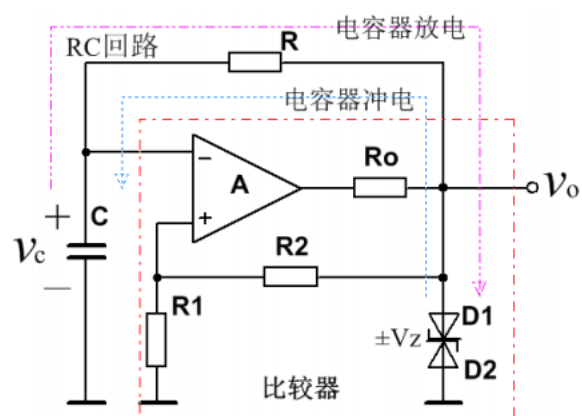 电容器放电
RC回路
R
电容器冲电
Ro
A
−
+
vo
+
C
vc
—
R2
R1
D1
±Vz
D2
比较器